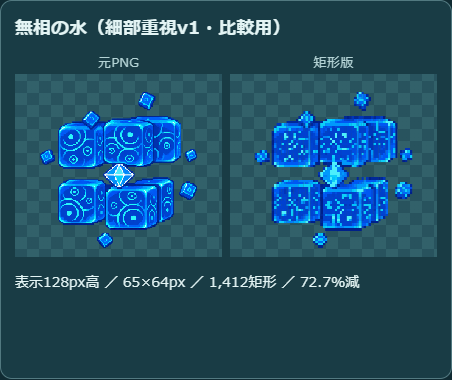 無相の水（細部重視v1・比較用）
元PNG
矩形版
表示128px高 ／ 65×64px ／ 1,412矩形 ／ 72.7%減